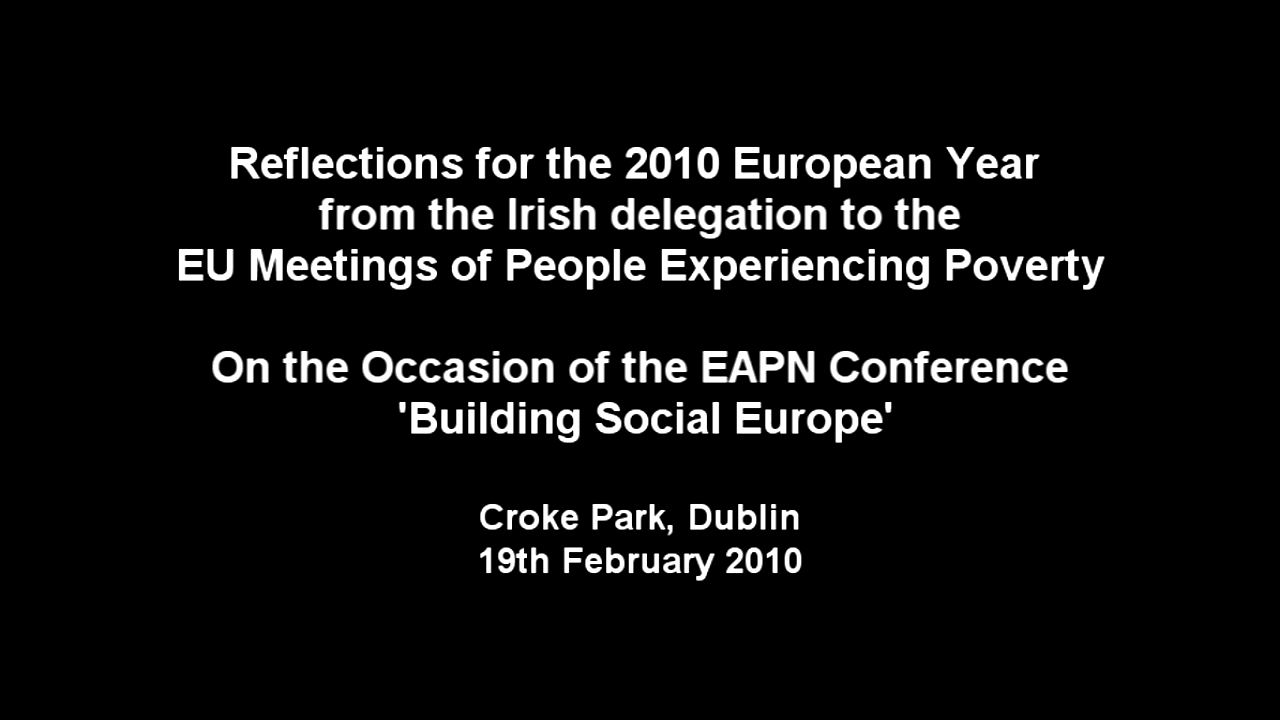 Reflections for the 2010 European Year
from the Irish delegation to the
EU Meetings of People Experiencing Poverty
On the Occasion of the EAPN Conference
'Building Social Europe'
Croke Park, Dublin
19th February 2010